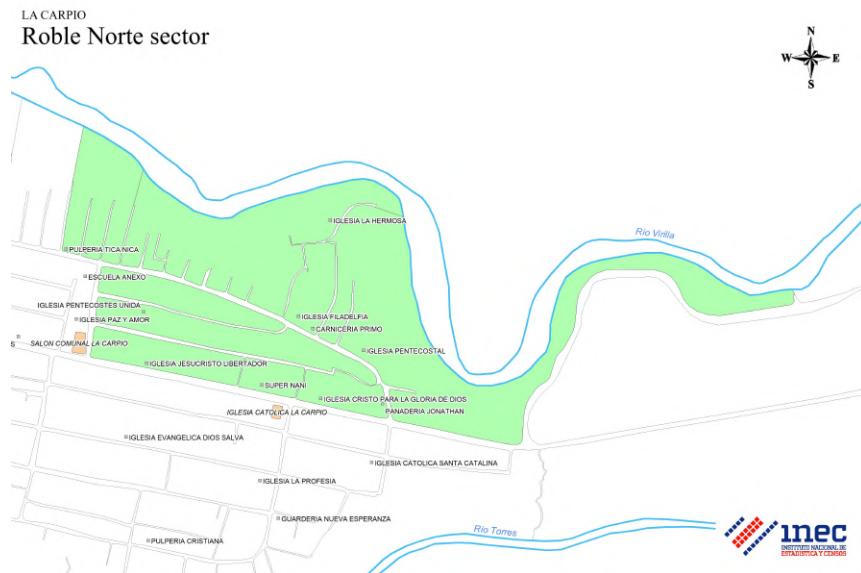 LA CARPIO
Roble Norte sector
N
W E
S
IGLESIA LA HERMOSA
Río Virilla
PULPERIA TICA NICA
ESCUELA ANEXO
IGLESIA PENTECOSTES UNIDA
IGLESIA PAZ Y AMOR
IGLESIA FILADELFIA
CARNICERIA PRIMO
S
SALON COMUNAL LA CARPIO
IGLESIA PENTECOSTAL
IGLESIA JESUCRISTO LIBERTADOR
SUPER NANI
IGLESIA CRISTO PARA LA GLORIA DE DIOS
IGLESIA CATOLICA LA CARPIO
PANADERIA JONATHAN
IGLESIA EVANGELICA DIOS SALVA
IGLESIA CATOLICA SANTA CATALINA
IGLESIA LA PROFESIA
GUARDERIA NUEVA ESPERANZA
Río Torres
PULPERIA CRISTIANA
inec
INSTITUTO NACIONAL DE
ESTADÍSTICA Y CENSOS